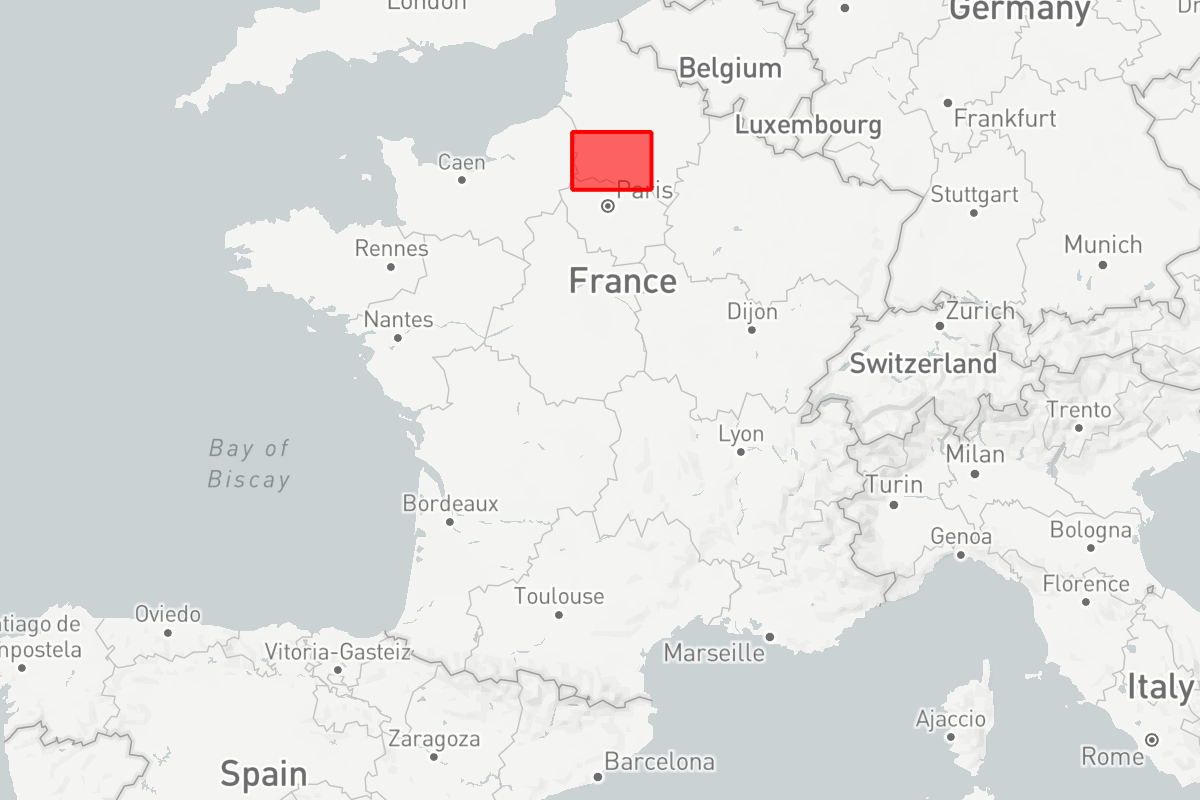 London
Germany
Dr
Belgium
Frankfurt
Luxembourg
Caen
Paris
Stuttgart
Rennes
Munich
France
Nantes
Dijon
Zurich
Switzerland
Trento
Lyon
Bay of
Biscay
Milan
Turin
Bordeaux
Genoa
Bologna
Toulouse
Florence
Oviedo
tiago de
mpostela
Vitoria-Gasteiz
Marseille
Italy
Ajaccio
Zaragoza
Rome
Barcelona
Spain